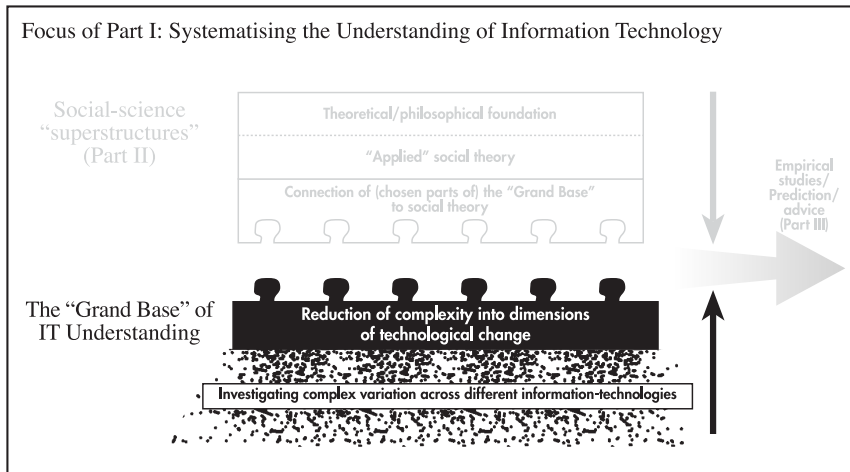 Focus of Part I: Systematising the Understanding of Information Technology
Social-science
“superstructures”
(Part II)
Theoretical/philosophical foundation
“Applied” social theory
Connection of (chosen parts of) the “Grand Base”
to social theory
Empirical
studies/
Prediction/
advice
(Part III)
The “Grand Base” of
IT Understanding
Reduction of complexity into dimensions
of technological change
Investigating complex variation across different information-technologies